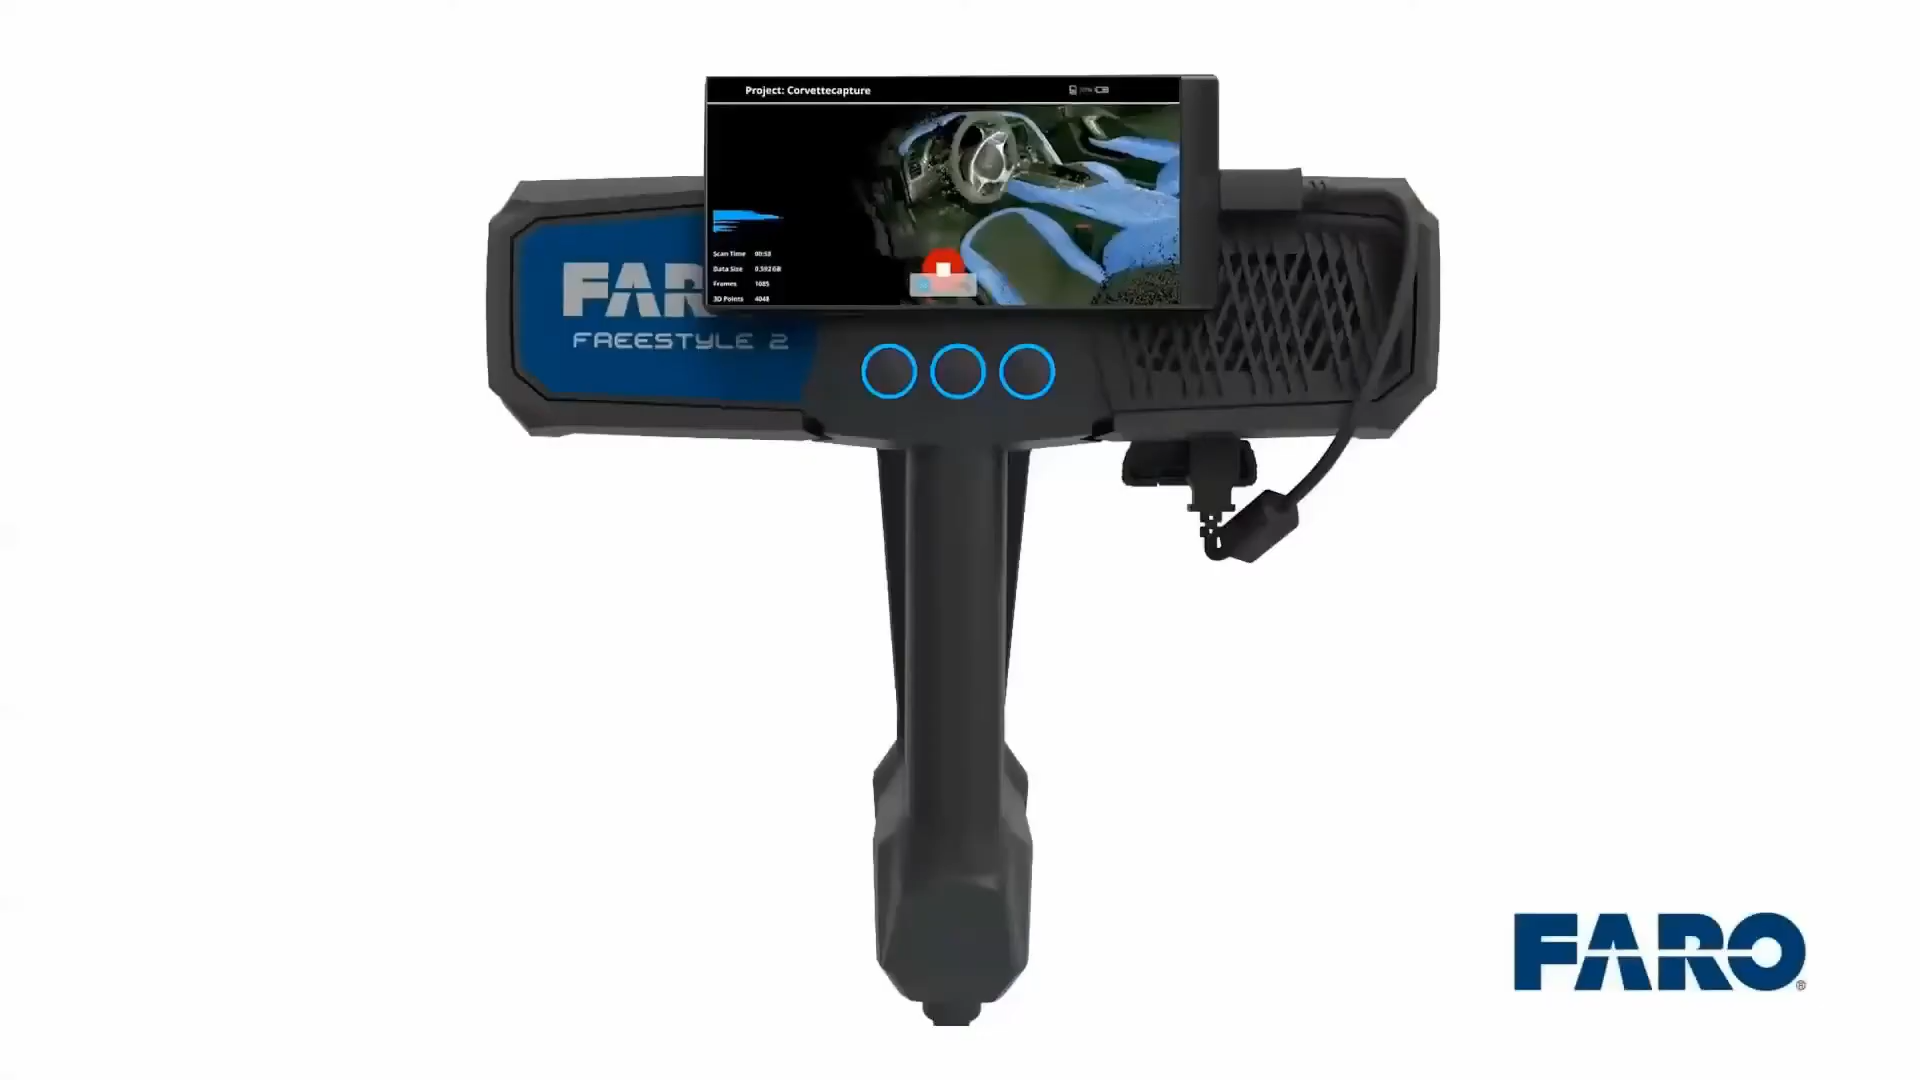 Project: Corvettecapture
Scan Time 00:53
Data Size 0.592 GB
Frames 1085
3D Points 4048
FAR
FREESTYLE 2
FARO®